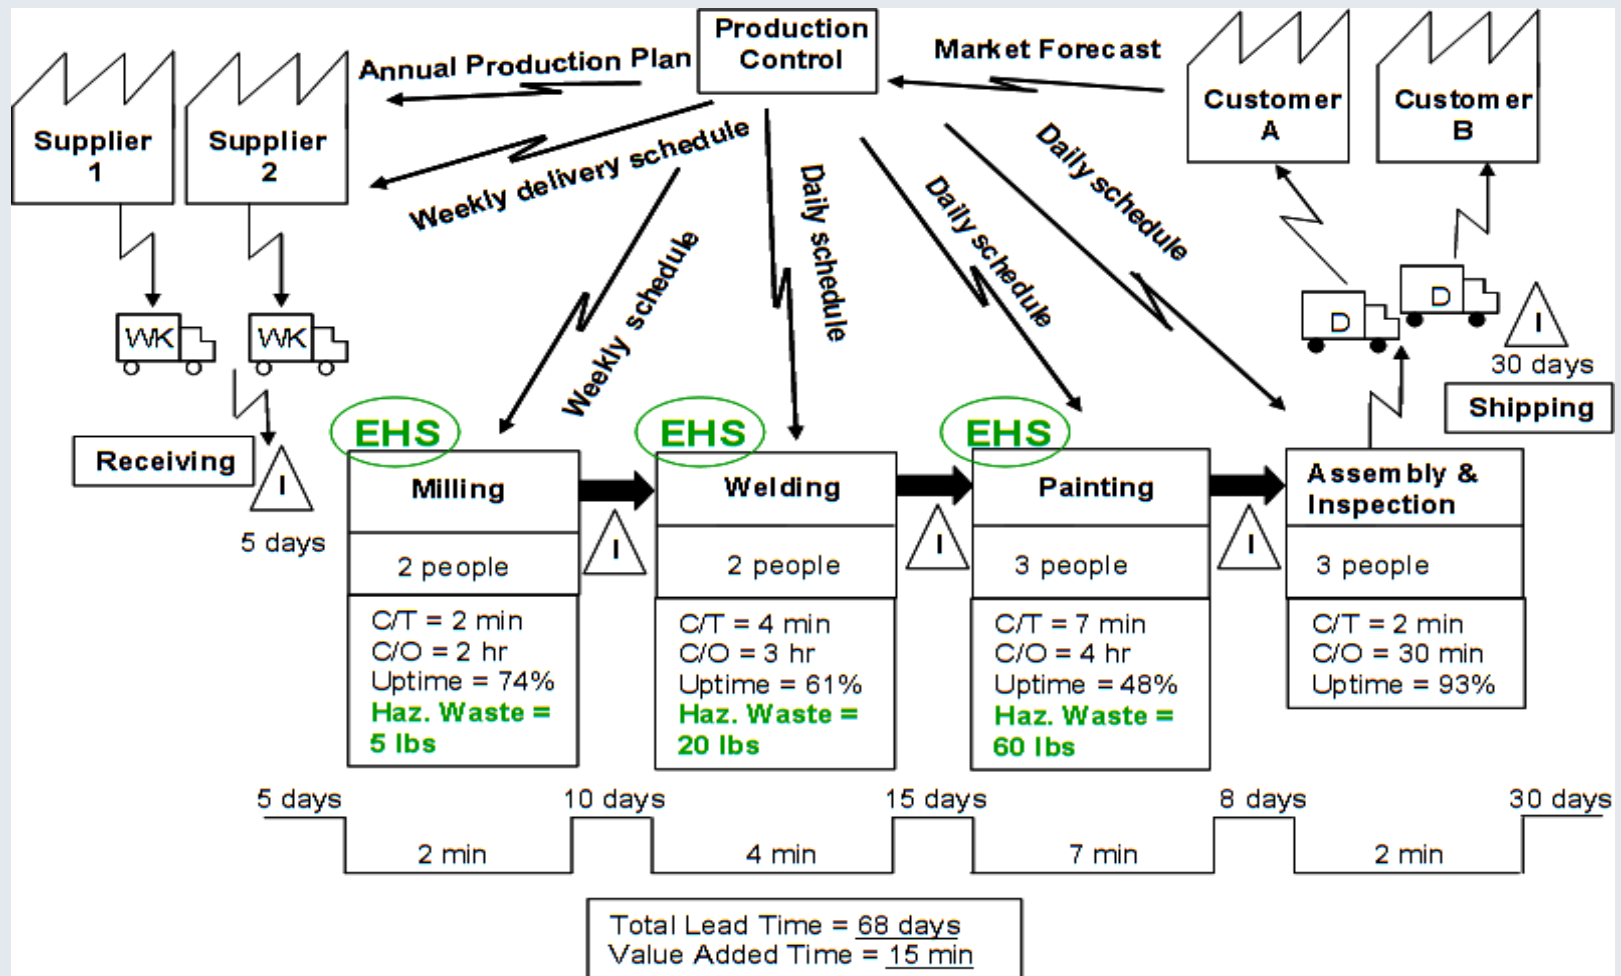 Production
Control
Annual Production Plan
Market Forecast
Supplier
1
Supplier
2
Customer
A
Customer
B
Weekly delivery schedule
Weekly schedule
Daily schedule
Daily schedule
Daily schedule
WK
WK
D
D
I
30 days
Shipping
Receiving
I
5 days
EHS
Milling
2 people
C/T = 2 min
C/O = 2 hr
Uptime = 74%
Haz. Waste =
5 lbs
I
EHS
Welding
2 people
C/T = 4 min
C/O = 3 hr
Uptime = 61%
Haz. Waste =
20 lbs
I
EHS
Painting
3 people
C/T = 7 min
C/O = 4 hr
Uptime = 48%
Haz. Waste =
60 lbs
I
Assembly &
Inspection
3 people
C/T = 2 min
C/O = 30 min
Uptime = 93%
5 days
10 days
15 days
8 days
30 days
2 min
4 min
7 min
2 min
Total Lead Time = 68 days
Value Added Time = 15 min